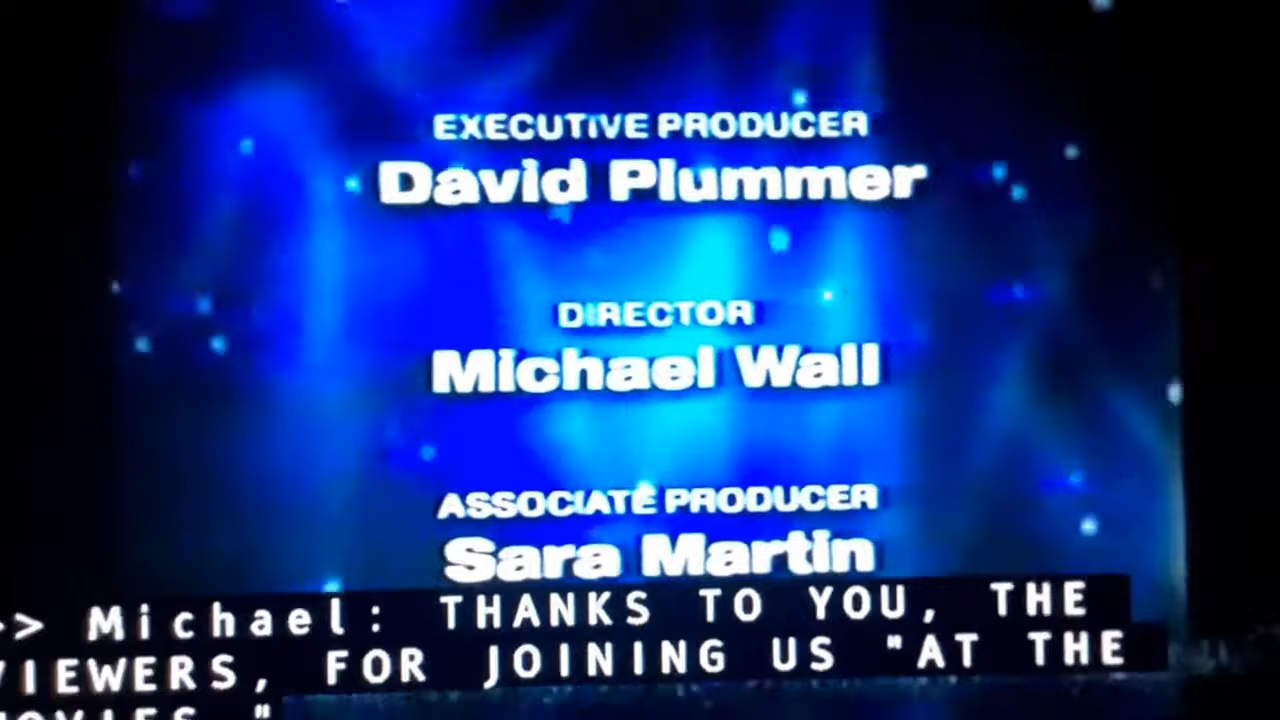 EXECUTIVE PRODUCER
David Plummer
DIRECTOR
Michael Wall
ASSOCIATE PRODUCER
Sara Martin
>> Michael: THANKS TO YOU, THE
VIEWERS, FOR JOINING US "AT THE
MOVIES."